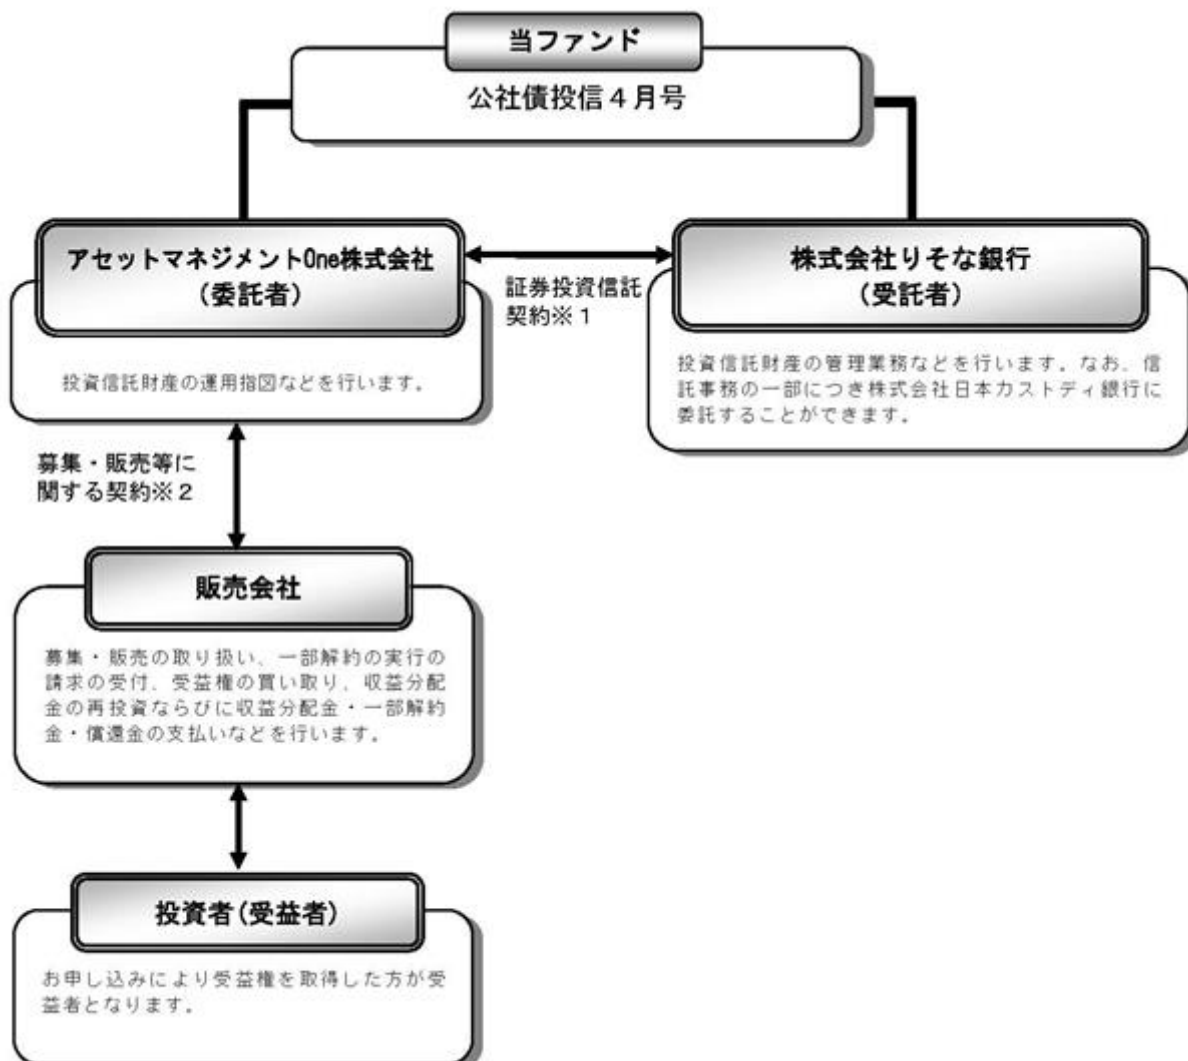 当ファンド
公社債投信４月号
アセットマネジメントOne株式会社
（委託者）
投資信託財産の運用指図などを行います。
証券投資信託
契約※１
株式会社りそな銀行
（受託者）
投資信託財産の管理業務などを行います。なお、信
託事務の一部につき株式会社日本カストディ銀行に
委託することができます。
募集・販売等に
関する契約※２
販売会社
募集・販売の取り扱い、一部解約の実行の
請求の受付、受益権の買い取り、収益分配
金の再投資ならびに収益分配金・一部解約
金・償還金の支払いなどを行います。
投資者（受益者）
お申し込みにより受益権を取得した方が受
益者となります。